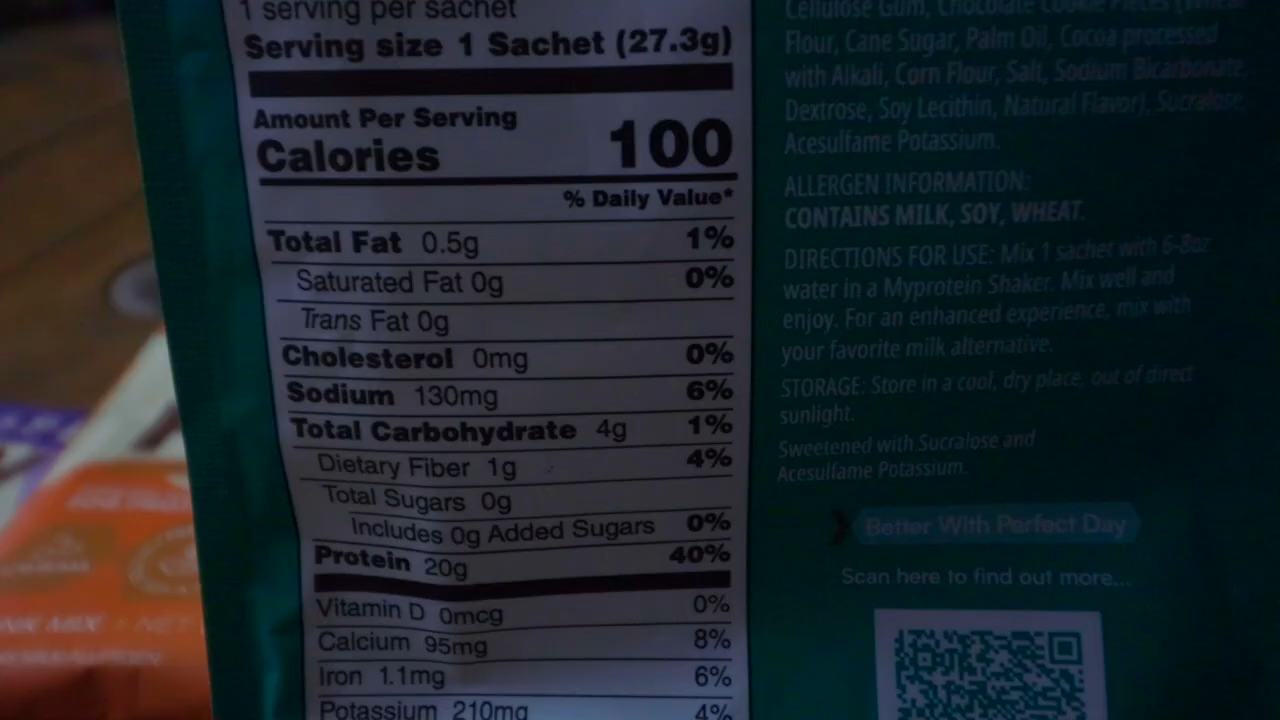 1 serving per sachet
Serving size 1 Sachet (27.3g)
Amount Per Serving
Calories 100
% Daily Value*
Total Fat 0.5g 1%
Saturated Fat 0g 0%
Trans Fat 0g
Cholesterol 0mg 0%
Sodium 130mg 6%
Total Carbohydrate 4g 1%
Dietary Fiber 1g 4%
Total Sugars 0g
Includes 0g Added Sugars 0%
Protein 20g 40%
Vitamin D 0mcg 0%
Calcium 95mg 8%
Iron 1.1mg 6%
Potassium 210mg 4%
Cellulose Gum, Chocolate Cookie Pieces (Wheat
Flour, Cane Sugar, Palm Oil, Cocoa processed
with Alkali, Corn Flour, Salt, Sodium Bicarbonate,
Dextrose, Soy Lecithin, Natural Flavor), Sucralose,
Acesulfame Potassium.
ALLERGEN INFORMATION:
CONTAINS MILK, SOY, WHEAT.
DIRECTIONS FOR USE: Mix 1 sachet with 6-8oz
water in a Myprotein Shaker. Mix well and
enjoy. For an enhanced experience, mix with
your favorite milk alternative.
STORAGE: Store in a cool, dry place, out of direct
sunlight.
Sweetened with Sucralose and
Acesulfame Potassium.
Better With Perfect Day
Scan here to find out more...